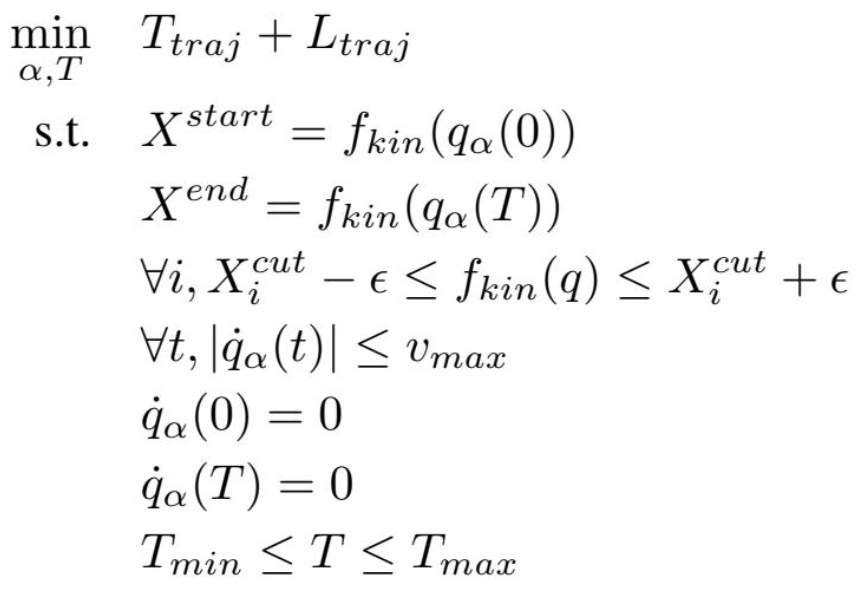 min_{α,T} T_{traj} + L_{traj}
s.t. X^{start} = f_{kin}(q_α(0))
X^{end} = f_{kin}(q_α(T))
∀i, X_i^{cut} − ϵ ≤ f_{kin}(q) ≤ X_i^{cut} + ϵ
∀t, |q̇_α(t)| ≤ v_{max}
q̇_α(0) = 0
q̇_α(T) = 0
T_{min} ≤ T ≤ T_{max}